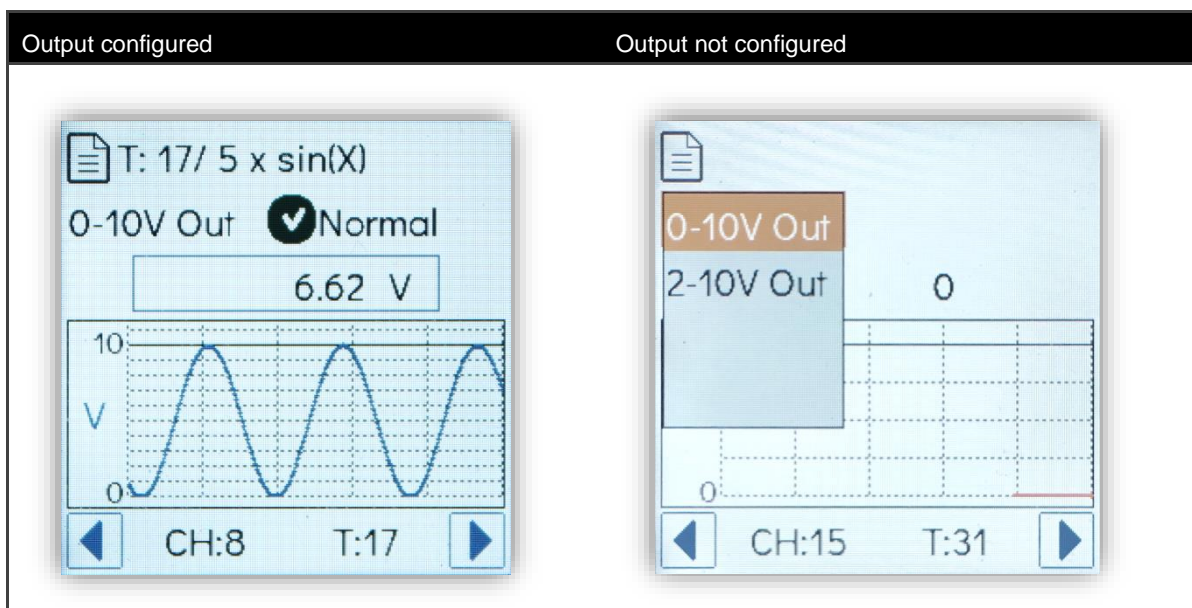 Output configured
Output not configured
T: 17/ 5 x sin(X)
0-10V Out Normal
6.62 V
10
V
0
CH:8 T:17
0-10V Out
2-10V Out
0
0
CH:15 T:31